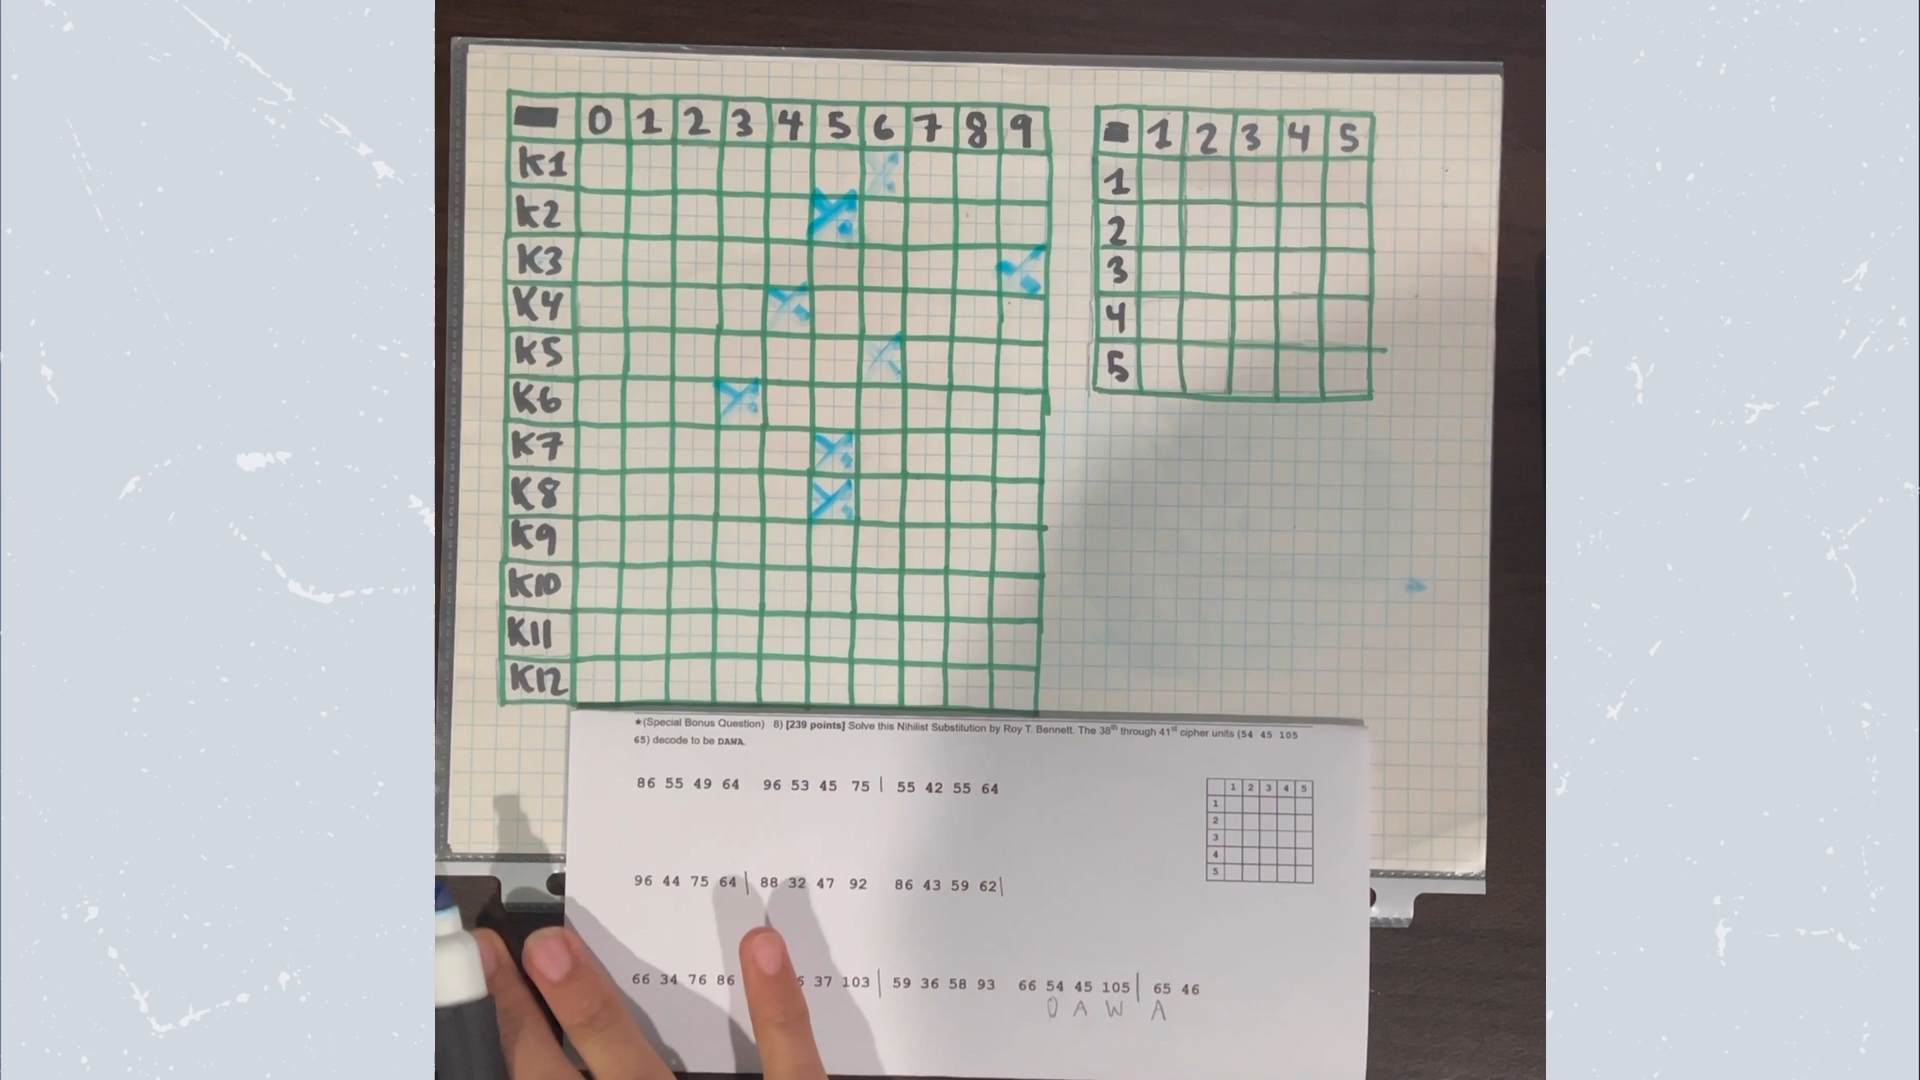 0 1 2 3 4 5 6 7 8 9
K1
K2
K3
K4
K5
K6
K7
K8
K9
K10
K11
K12
1 2 3 4 5
1
2
3
4
5
★(Special Bonus Question) 8) [239 points] Solve this Nihilist Substitution by Roy T. Bennett. The 38th through 41st cipher units (54 45 105
65) decode to be DAWA.
86 55 49 64 96 53 45 75 | 55 42 55 64
96 44 75 64 | 88 32 47 92 86 43 59 62 |
66 34 76 86 37 103 | 59 36 58 93 66 54 45 105 | 65 46
D A W A
1 2 3 4 5
1
2
3
4
5